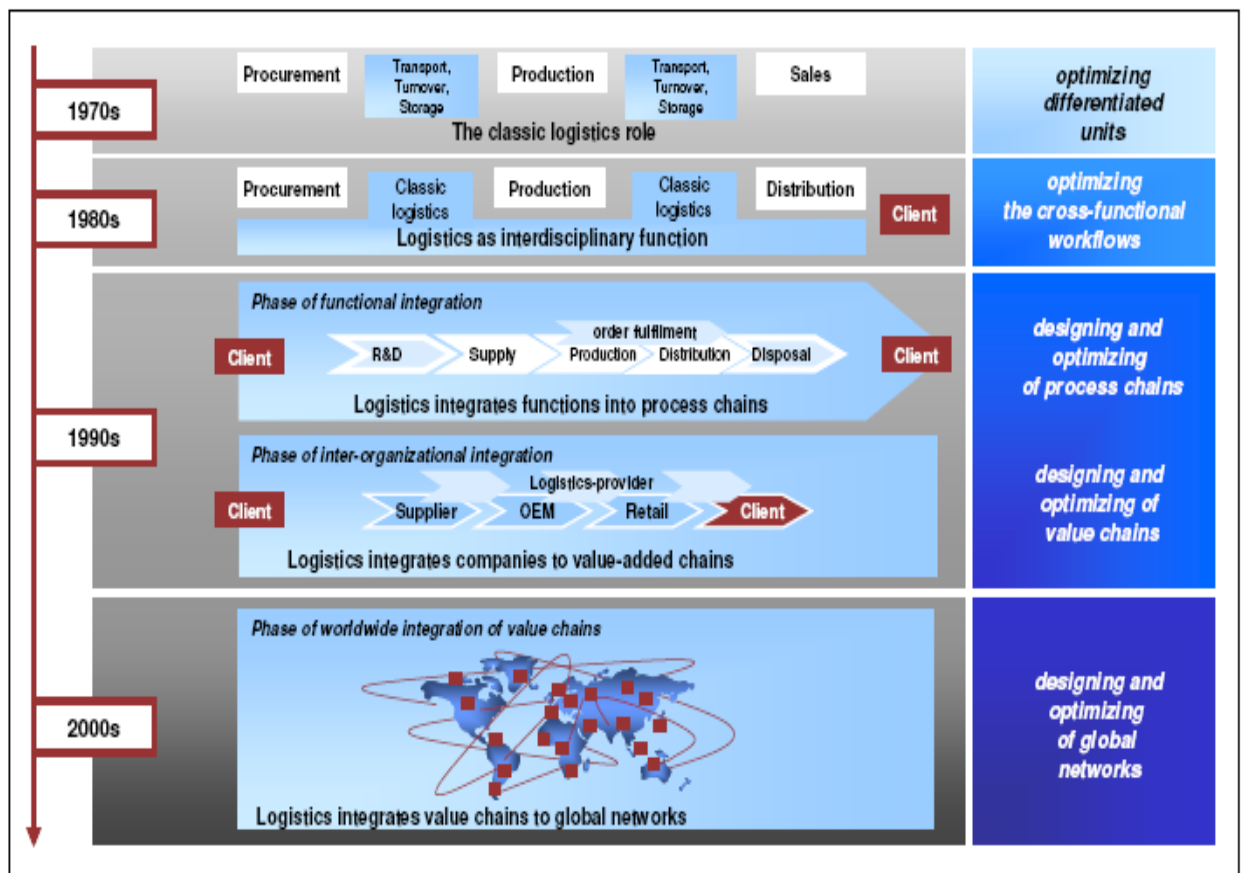 1970s
Procurement
Transport,
Turnover,
Storage
Production
Transport,
Turnover,
Storage
Sales
The classic logistics role
optimizing
differentiated
units
1980s
Procurement
Classic
logistics
Production
Classic
logistics
Distribution
Client
Logistics as interdisciplinary function
optimizing
the cross-functional
workflows
1990s
Phase of functional integration
order fulfilment
Client
R&D
Supply
Production
Distribution
Disposal
Client
Logistics integrates functions into process chains
designing and
optimizing
of process chains
Phase of inter-organizational integration
Logistics-provider
Client
Supplier
OEM
Retail
Client
Logistics integrates companies to value-added chains
designing and
optimizing of
value chains
2000s
Phase of worldwide integration of value chains
Logistics integrates value chains to global networks
designing and
optimizing
of global
networks